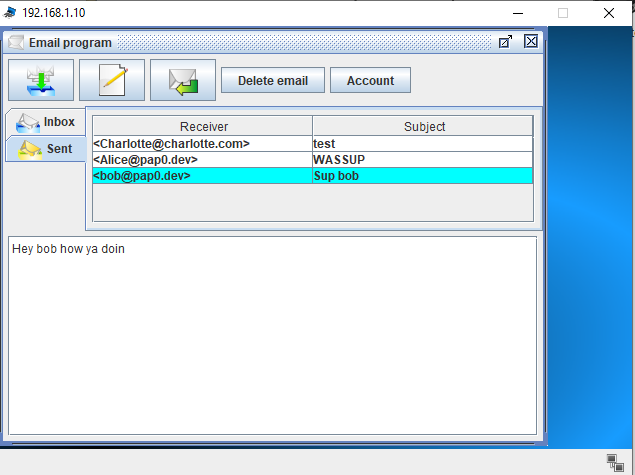 192.168.1.10
Email program
Delete email
Account
Inbox
Sent
Receiver Subject
<Charlotte@charlotte.com> test
<Alice@pap0.dev> WASSUP
<bob@pap0.dev> Sup bob
Hey bob how ya doin